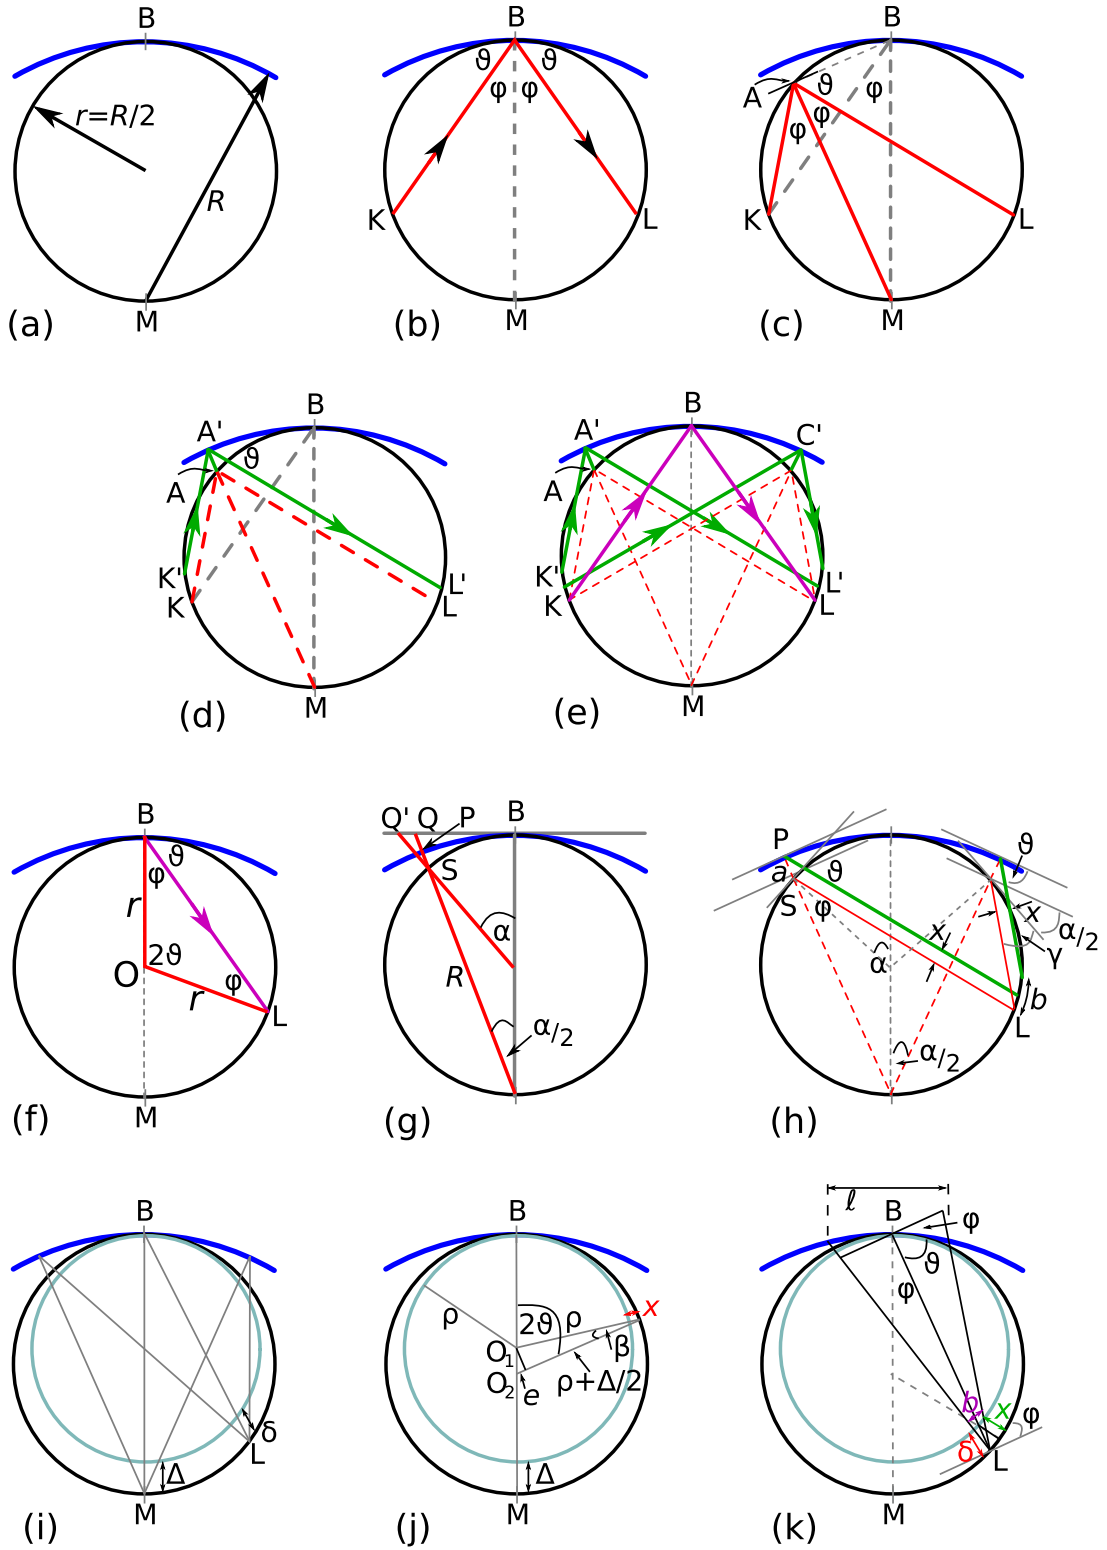 B
r=R/2
R
M
(a)
B
ϑ ϑ
φ φ
K L
M
(b)
B
A
ϑ φ
φ
φ
K L
M
(c)
B
A'
ϑ
A
K'
K
L'
L
M
(d)
B
A' C'
A
K'
K
L'
L
M
(e)
B
ϑ
φ
r
2ϑ
O
φ
r
L
M
(f)
Q' Q P B
S
α
R
α/2
(g)
P
a
S
ϑ
φ
ϑ
x
x
α/2
γ
α
b
L
α/2
(h)
B
δ
L
Δ
M
(i)
B
x
ρ
2ϑ ρ
O1
β
O2
e
ρ+Δ/2
Δ
M
(j)
ℓ
B
φ
ϑ
φ
b x
φ
δ
L
M
(k)